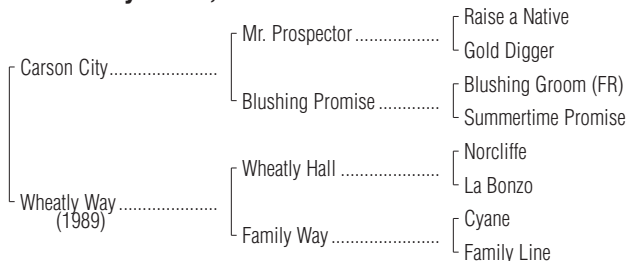 Raise a Native
Mr. Prospector ..................
Gold Digger
Carson City.......................
Blushing Groom (FR)
Blushing Promise .............
Summertime Promise
Norcliffe
Wheatly Hall .....................
La Bonzo
Wheatly Way .....................
(1989)
Cyane
Family Way.......................
Family Line